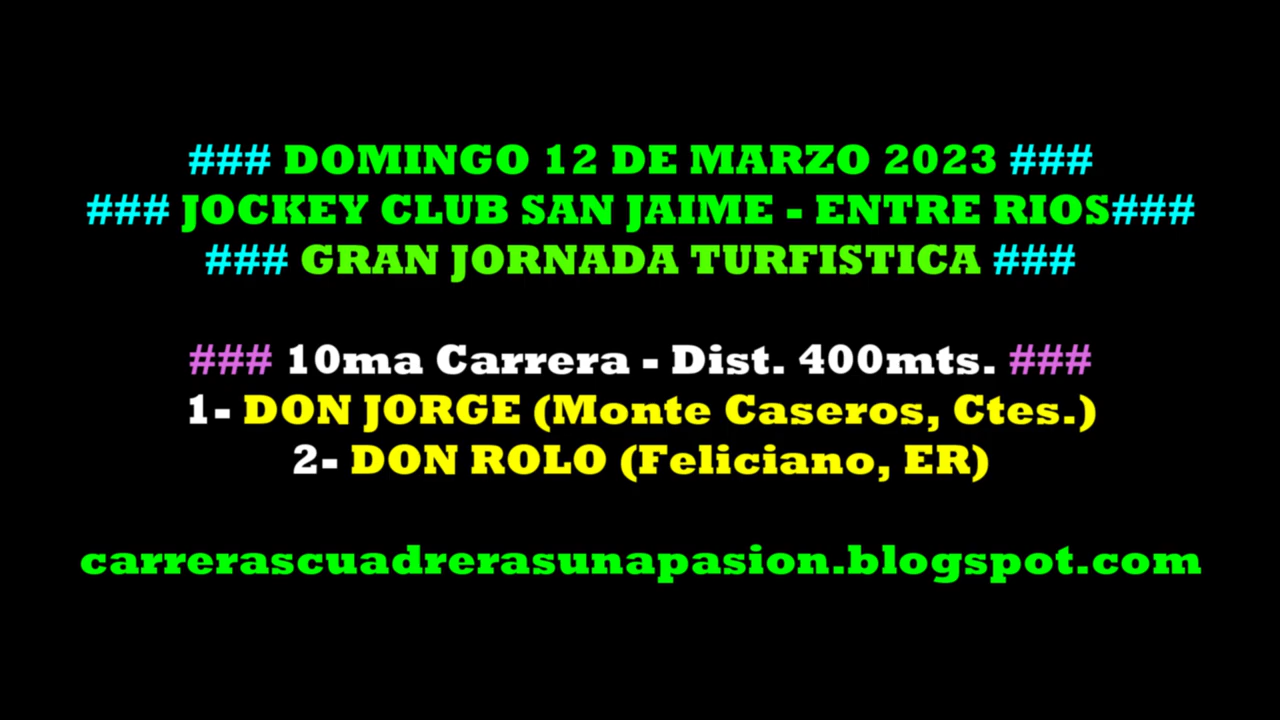 ### DOMINGO 12 DE MARZO 2023 ###
### JOCKEY CLUB SAN JAIME - ENTRE RIOS###
### GRAN JORNADA TURFISTICA ###
### 10ma Carrera - Dist. 400mts. ###
1- DON JORGE (Monte Caseros, Ctes.)
2- DON ROLO (Feliciano, ER)
carrerascuadrerasunapasion.blogspot.com